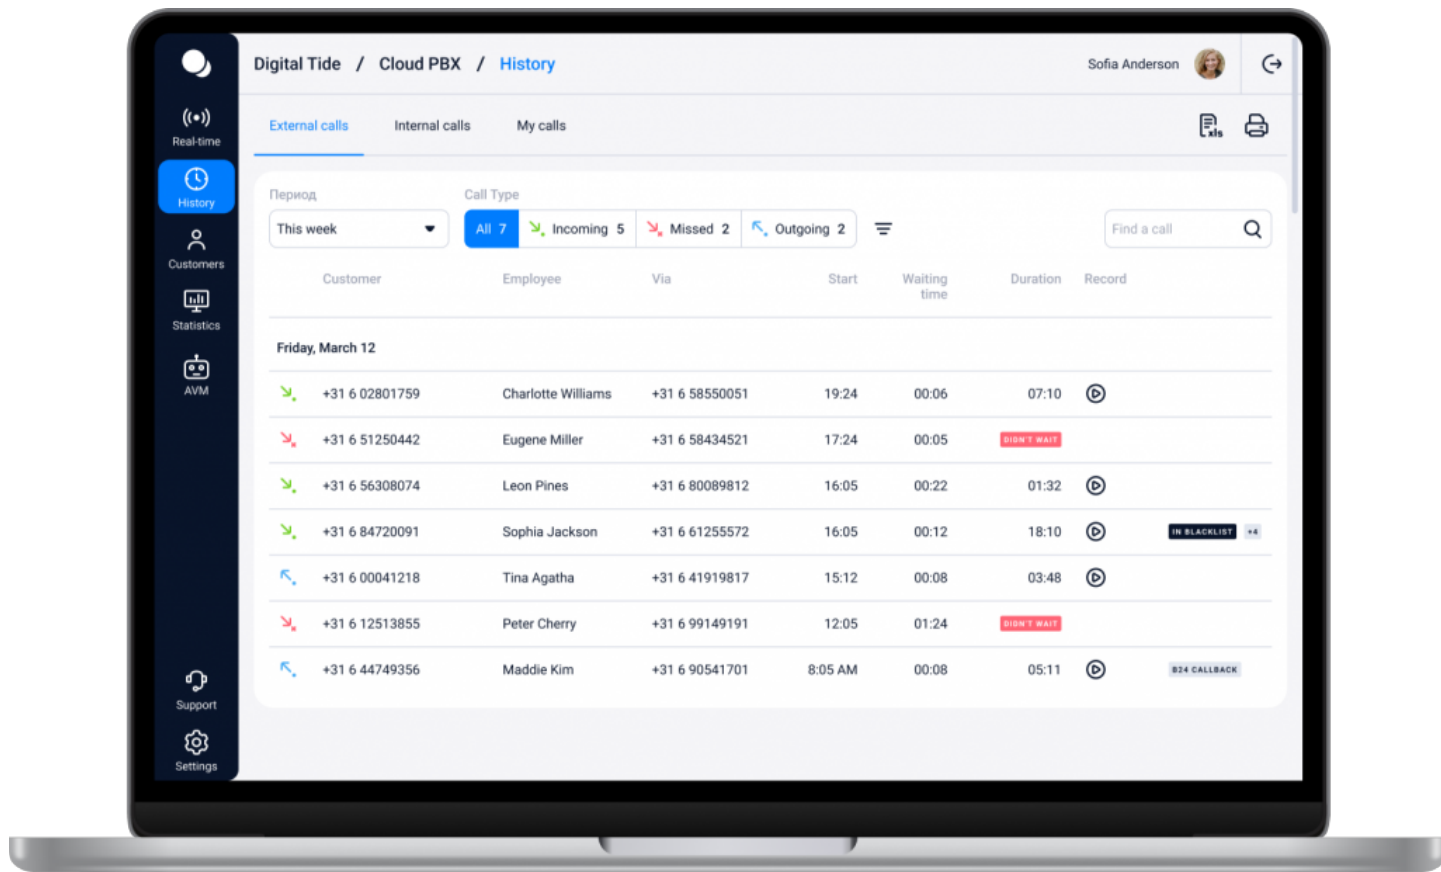 Digital Tide / Cloud PBX / History
Sofia Anderson
Real-time
History
Customers
Statistics
AVM
Support
Settings
External calls Internal calls My calls
xls
Период Call Type
This week All 7 Incoming 5 Missed 2 Outgoing 2 Find a call
Customer Employee Via Start Waiting time Duration Record
Friday, March 12
+31 6 02801759 Charlotte Williams +31 6 58550051 19:24 00:06 07:10
+31 6 51250442 Eugene Miller +31 6 58434521 17:24 00:05 DIDN'T WAIT
+31 6 56308074 Leon Pines +31 6 80089812 16:05 00:22 01:32
+31 6 84720091 Sophia Jackson +31 6 61255572 16:05 00:12 18:10 IN BLACKLIST +4
+31 6 00041218 Tina Agatha +31 6 41919817 15:12 00:08 03:48
+31 6 12513855 Peter Cherry +31 6 99149191 12:05 01:24 DIDN'T WAIT
+31 6 44749356 Maddie Kim +31 6 90541701 8:05 AM 00:08 05:11 B24 CALLBACK